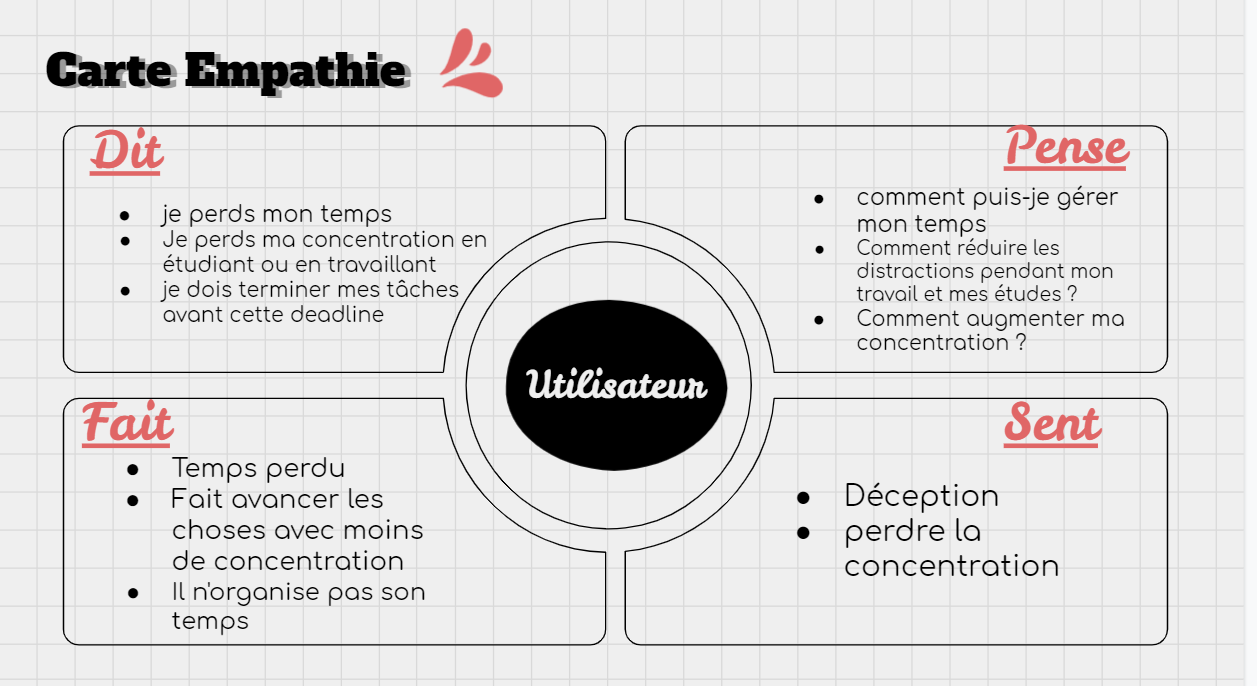 Carte Empathie
Dit
• je perds mon temps
• Je perds ma concentration en
étudiant ou en travaillant
• je dois terminer mes tâches
avant cette deadline
Pense
• comment puis-je gérer
mon temps
• Comment réduire les
distractions pendant mon
travail et mes études ?
• Comment augmenter ma
concentration ?
Utilisateur
Fait
• Temps perdu
• Fait avancer les
choses avec moins
de concentration
• Il n'organise pas son
temps
Sent
• Déception
• perdre la
concentration